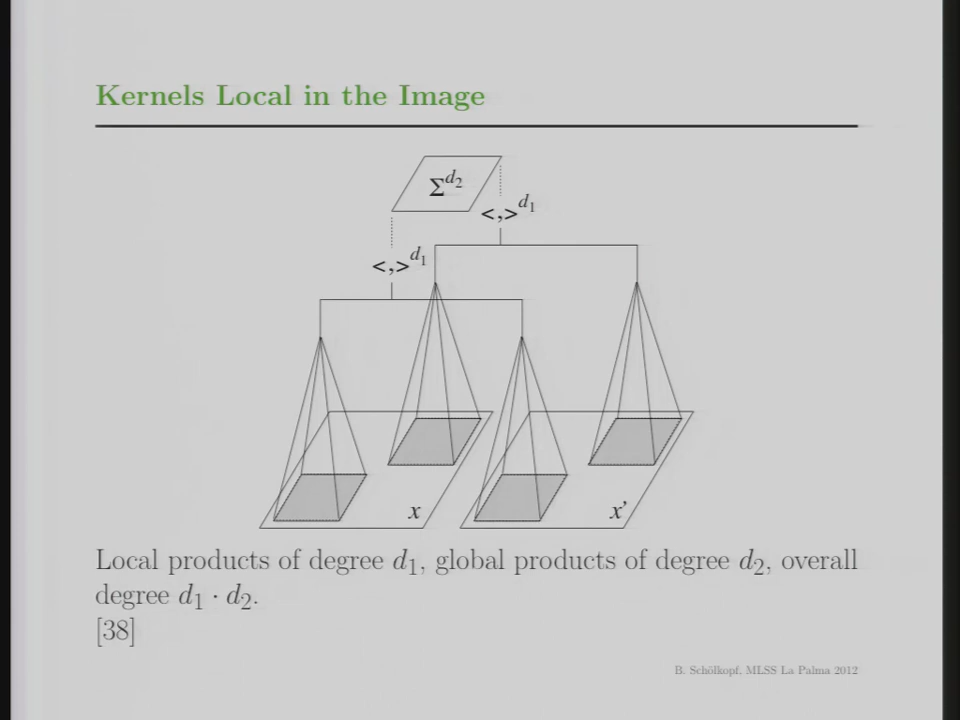 Kernels Local in the Image
Σ^d₂
<,>^d₁
<,>^d₁
x
x'
Local products of degree d₁, global products of degree d₂, overall
degree d₁ · d₂.
[38]
B. Schölkopf, MLSS La Palma 2012